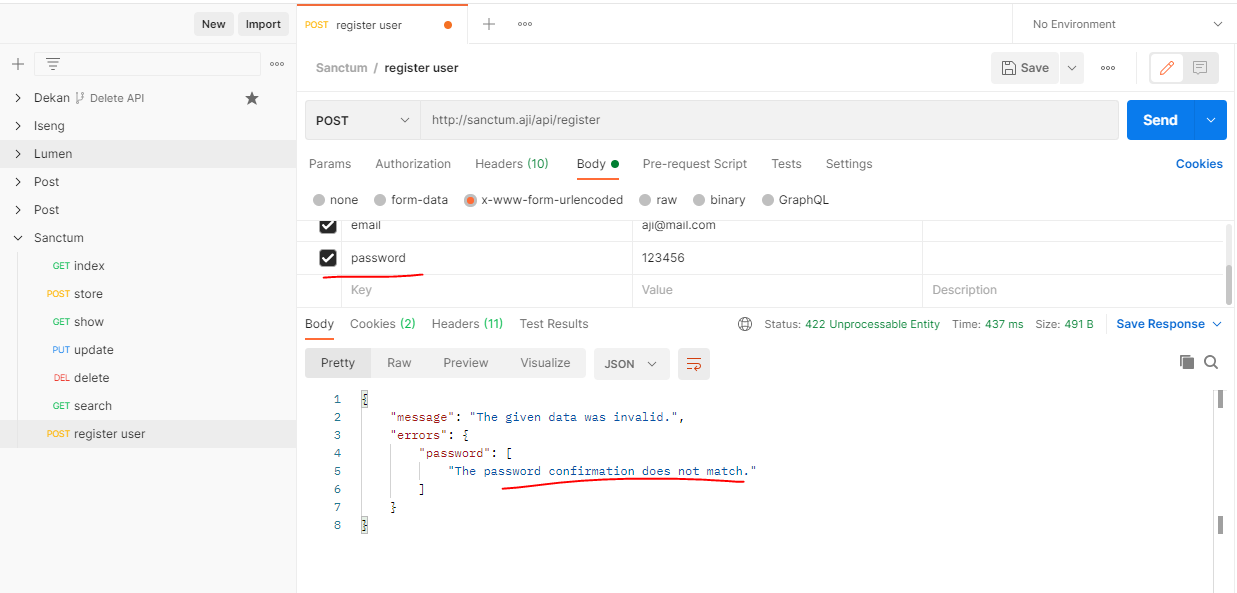 New Import POST register user No Environment
Sanctum / register user Save
Dekan Delete API
Iseng
Lumen
Post
Post
Sanctum
GET index
POST store
GET show
PUT update
DEL delete
GET search
POST register user
POST http://sanctum.aji/api/register Send
Params Authorization Headers (10) Body Pre-request Script Tests Settings Cookies
none form-data x-www-form-urlencoded raw binary GraphQL
email aji@mail.com
password 123456
Key Value Description
Body Cookies (2) Headers (11) Test Results Status: 422 Unprocessable Entity Time: 437 ms Size: 491 B Save Response
Pretty Raw Preview Visualize JSON
1 {
2 "message": "The given data was invalid.",
3 "errors": {
4 "password": [
5 "The password confirmation does not match."
6 ]
7 }
8 }